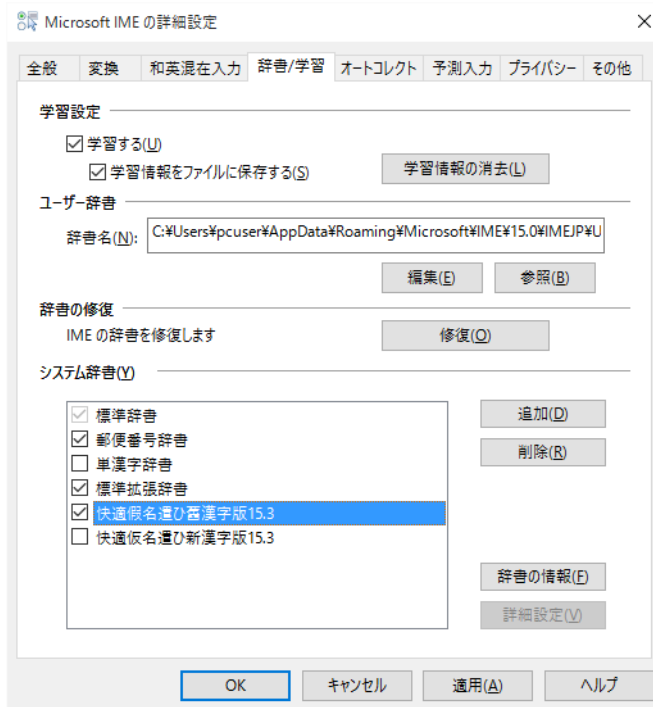 Microsoft IME の詳細設定
全般 変換 和英混在入力 辞書/学習 オートコレクト 予測入力 プライバシー その他
学習設定
学習する(U)
学習情報をファイルに保存する(S) 学習情報の消去(L)
ユーザー辞書
辞書名(N): C:¥Users¥pcuser¥AppData¥Roaming¥Microsoft¥IME¥15.0¥IMEJP¥U
編集(E) 参照(B)
辞書の修復
IME の辞書を修復します 修復(O)
システム辞書(Y)
標準辞書 追加(D)
郵便番号辞書
単漢字辞書 削除(R)
標準拡張辞書
快適假名遣ひ舊漢字版15.3
快適仮名遣ひ新漢字版15.3
辞書の情報(F)
詳細設定(V)
OK キャンセル 適用(A) ヘルプ